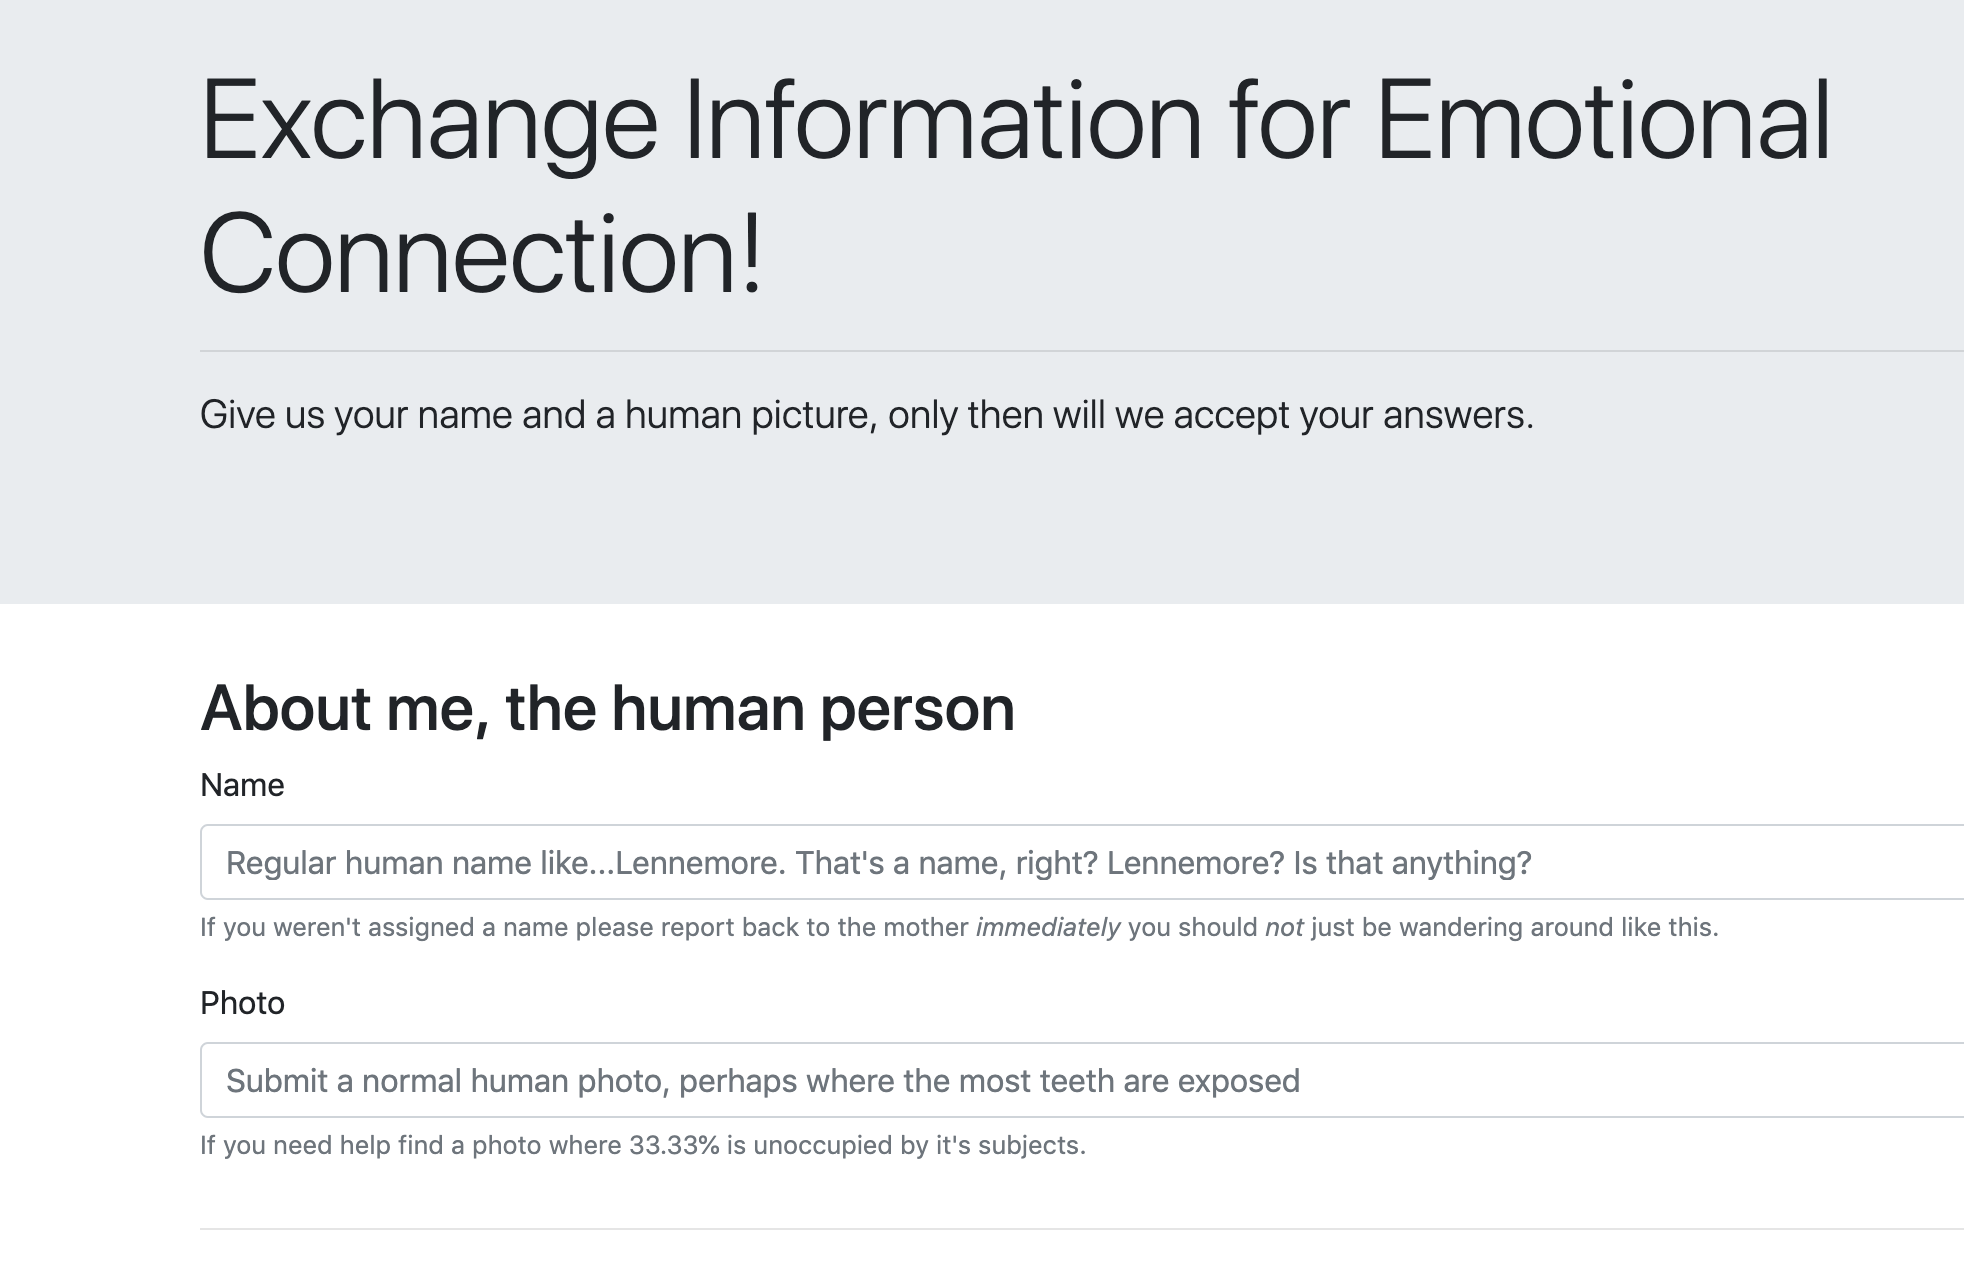 Exchange Information for Emotional
Connection!
Give us your name and a human picture, only then will we accept your answers.
About me, the human person
Name
Regular human name like...Lennemore. That's a name, right? Lennemore? Is that anything?
If you weren't assigned a name please report back to the mother immediately you should not just be wandering around like this.
Photo
Submit a normal human photo, perhaps where the most teeth are exposed
If you need help find a photo where 33.33% is unoccupied by it's subjects.